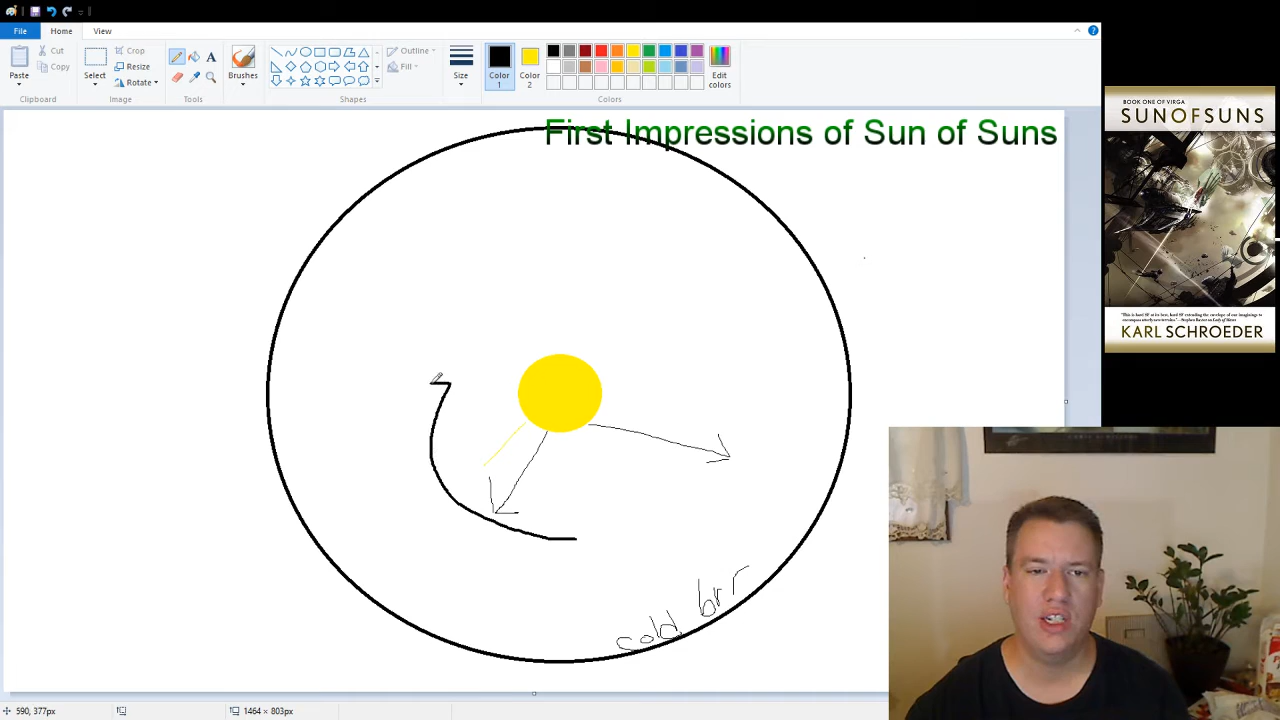 File
Home
View
Paste
Cut
Copy
Clipboard
Select
Crop
Resize
Rotate
Image
Tools
Brushes
Shapes
Outline
Fill
Size
Color
1
Color
2
Colors
Edit
colors
First Impressions of Sun of Suns
cold brr
BOOK ONE OF VIRGA
SUN OF SUNS
KARL SCHROEDER
590, 377px
1464 × 803px